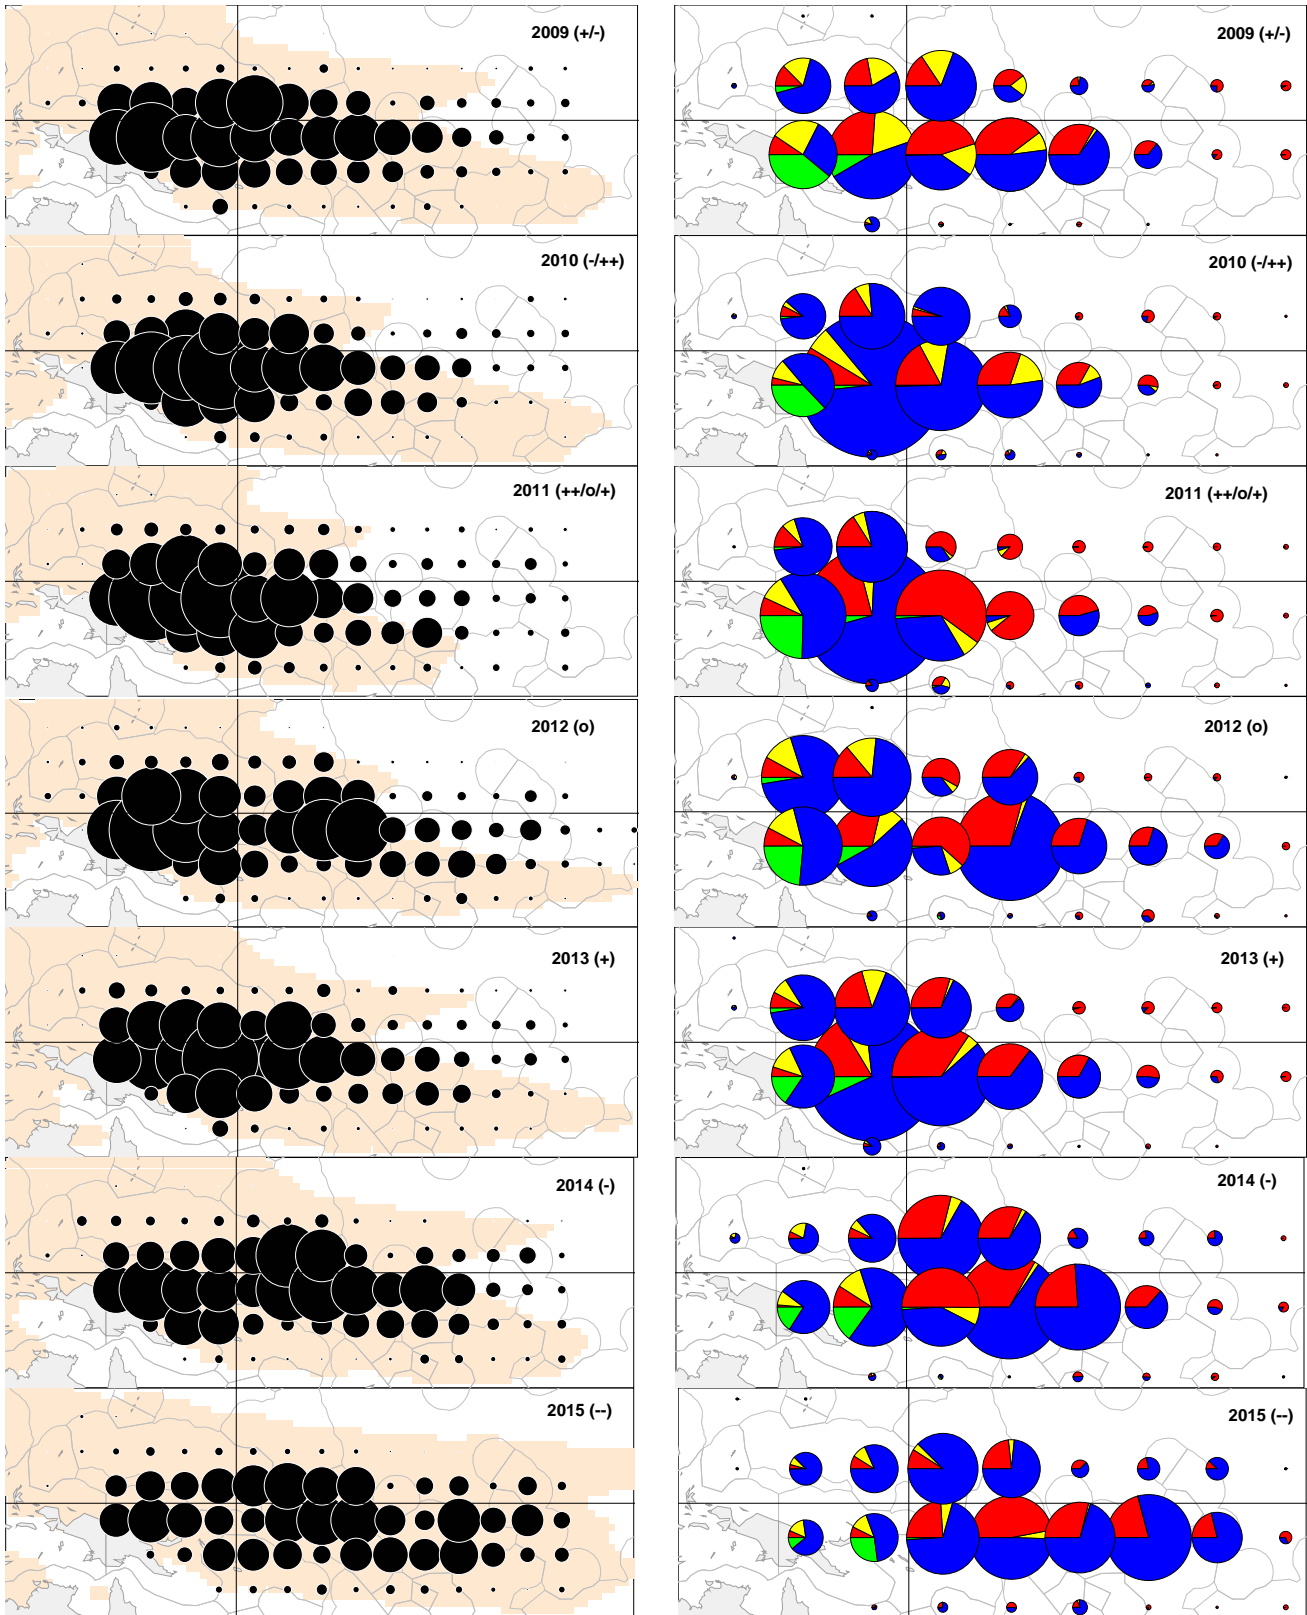 2009 (+/-)
2009 (+/-)
2010 (-/++)
2010 (-/++)
2011 (++/o/+)
2011 (++/o/+)
2012 (o)
2012 (o)
2013 (+)
2013 (+)
2014 (-)
2014 (-)
2015 (--)
2015 (--)